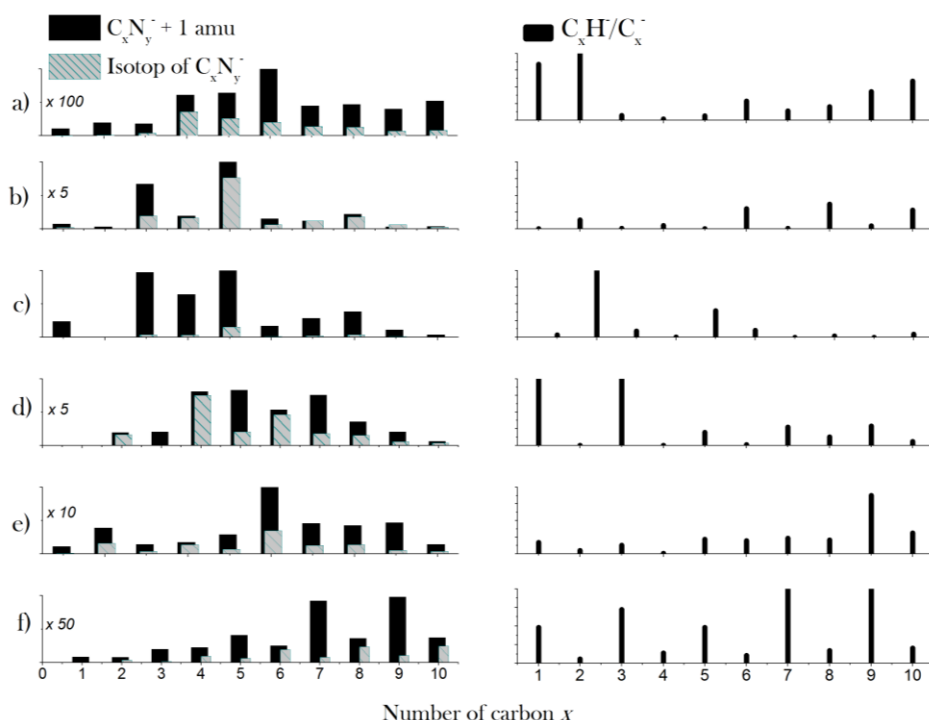 CxNy- + 1 amu
Isotop of CxNy-
CxH-/Cx-
a)
x 100
b)
x 5
c)
d)
x 5
e)
x 10
f)
x 50
0 1 2 3 4 5 6 7 8 9 10
1 2 3 4 5 6 7 8 9 10
Number of carbon x